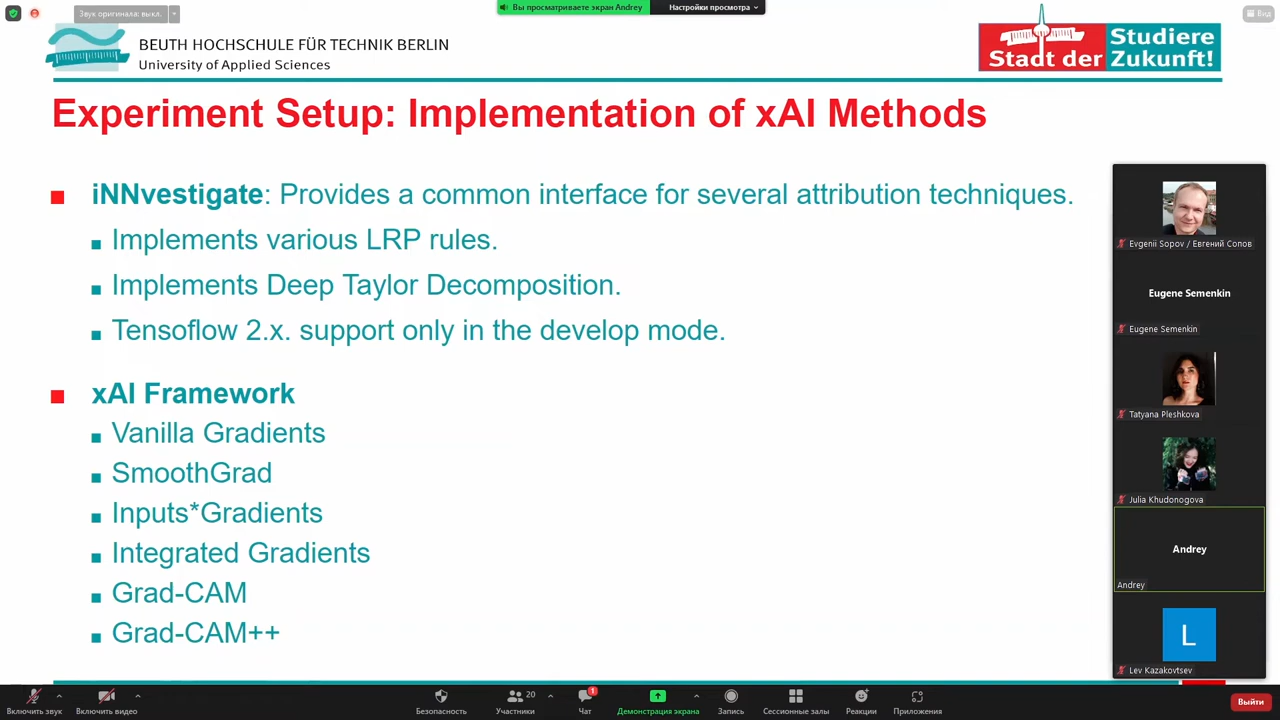 Звук оригинала: выкл.
Вы просматриваете экран Andrey
Настройки просмотра
Вид
BEUTH HOCHSCHULE FÜR TECHNIK BERLIN
University of Applied Sciences
Studiere
Stadt der Zukunft!
Experiment Setup: Implementation of xAI Methods
iNNvestigate: Provides a common interface for several attribution techniques.
Implements various LRP rules.
Implements Deep Taylor Decomposition.
Tensoflow 2.x. support only in the develop mode.
xAI Framework
Vanilla Gradients
SmoothGrad
Inputs*Gradients
Integrated Gradients
Grad-CAM
Grad-CAM++
Evgenii Sopov / Евгений Сопов
Eugene Semenkin
Eugene Semenkin
Tatyana Pleshkova
Julia Khudonogova
Andrey
Andrey
L
Lev Kazakovtsev
Включить звук
Включить видео
Безопасность
20
Участники
1
Чат
Демонстрация экрана
Запись
Сессионные залы
Реакции
Приложения
Выйти